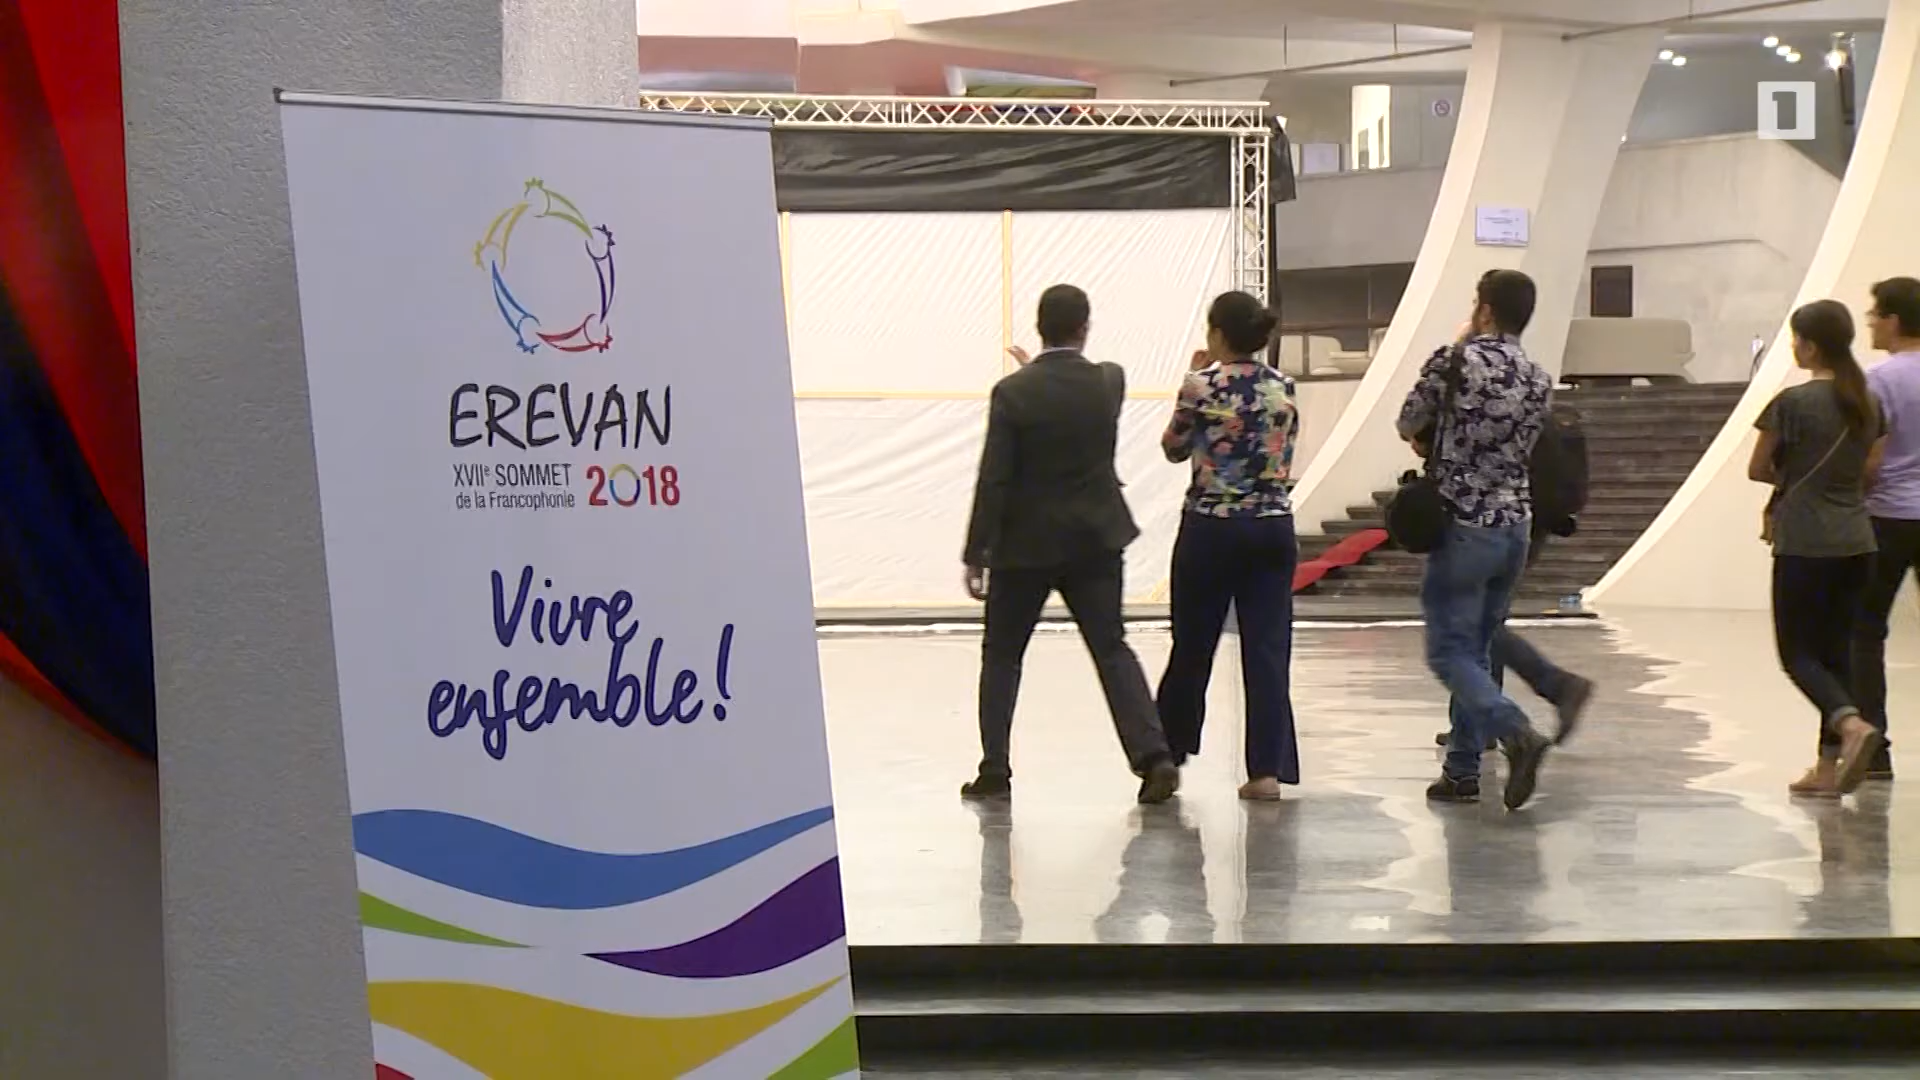 EREVAN
XVIIᵉ SOMMET
de la Francophonie
2018
Vivre
ensemble!
1